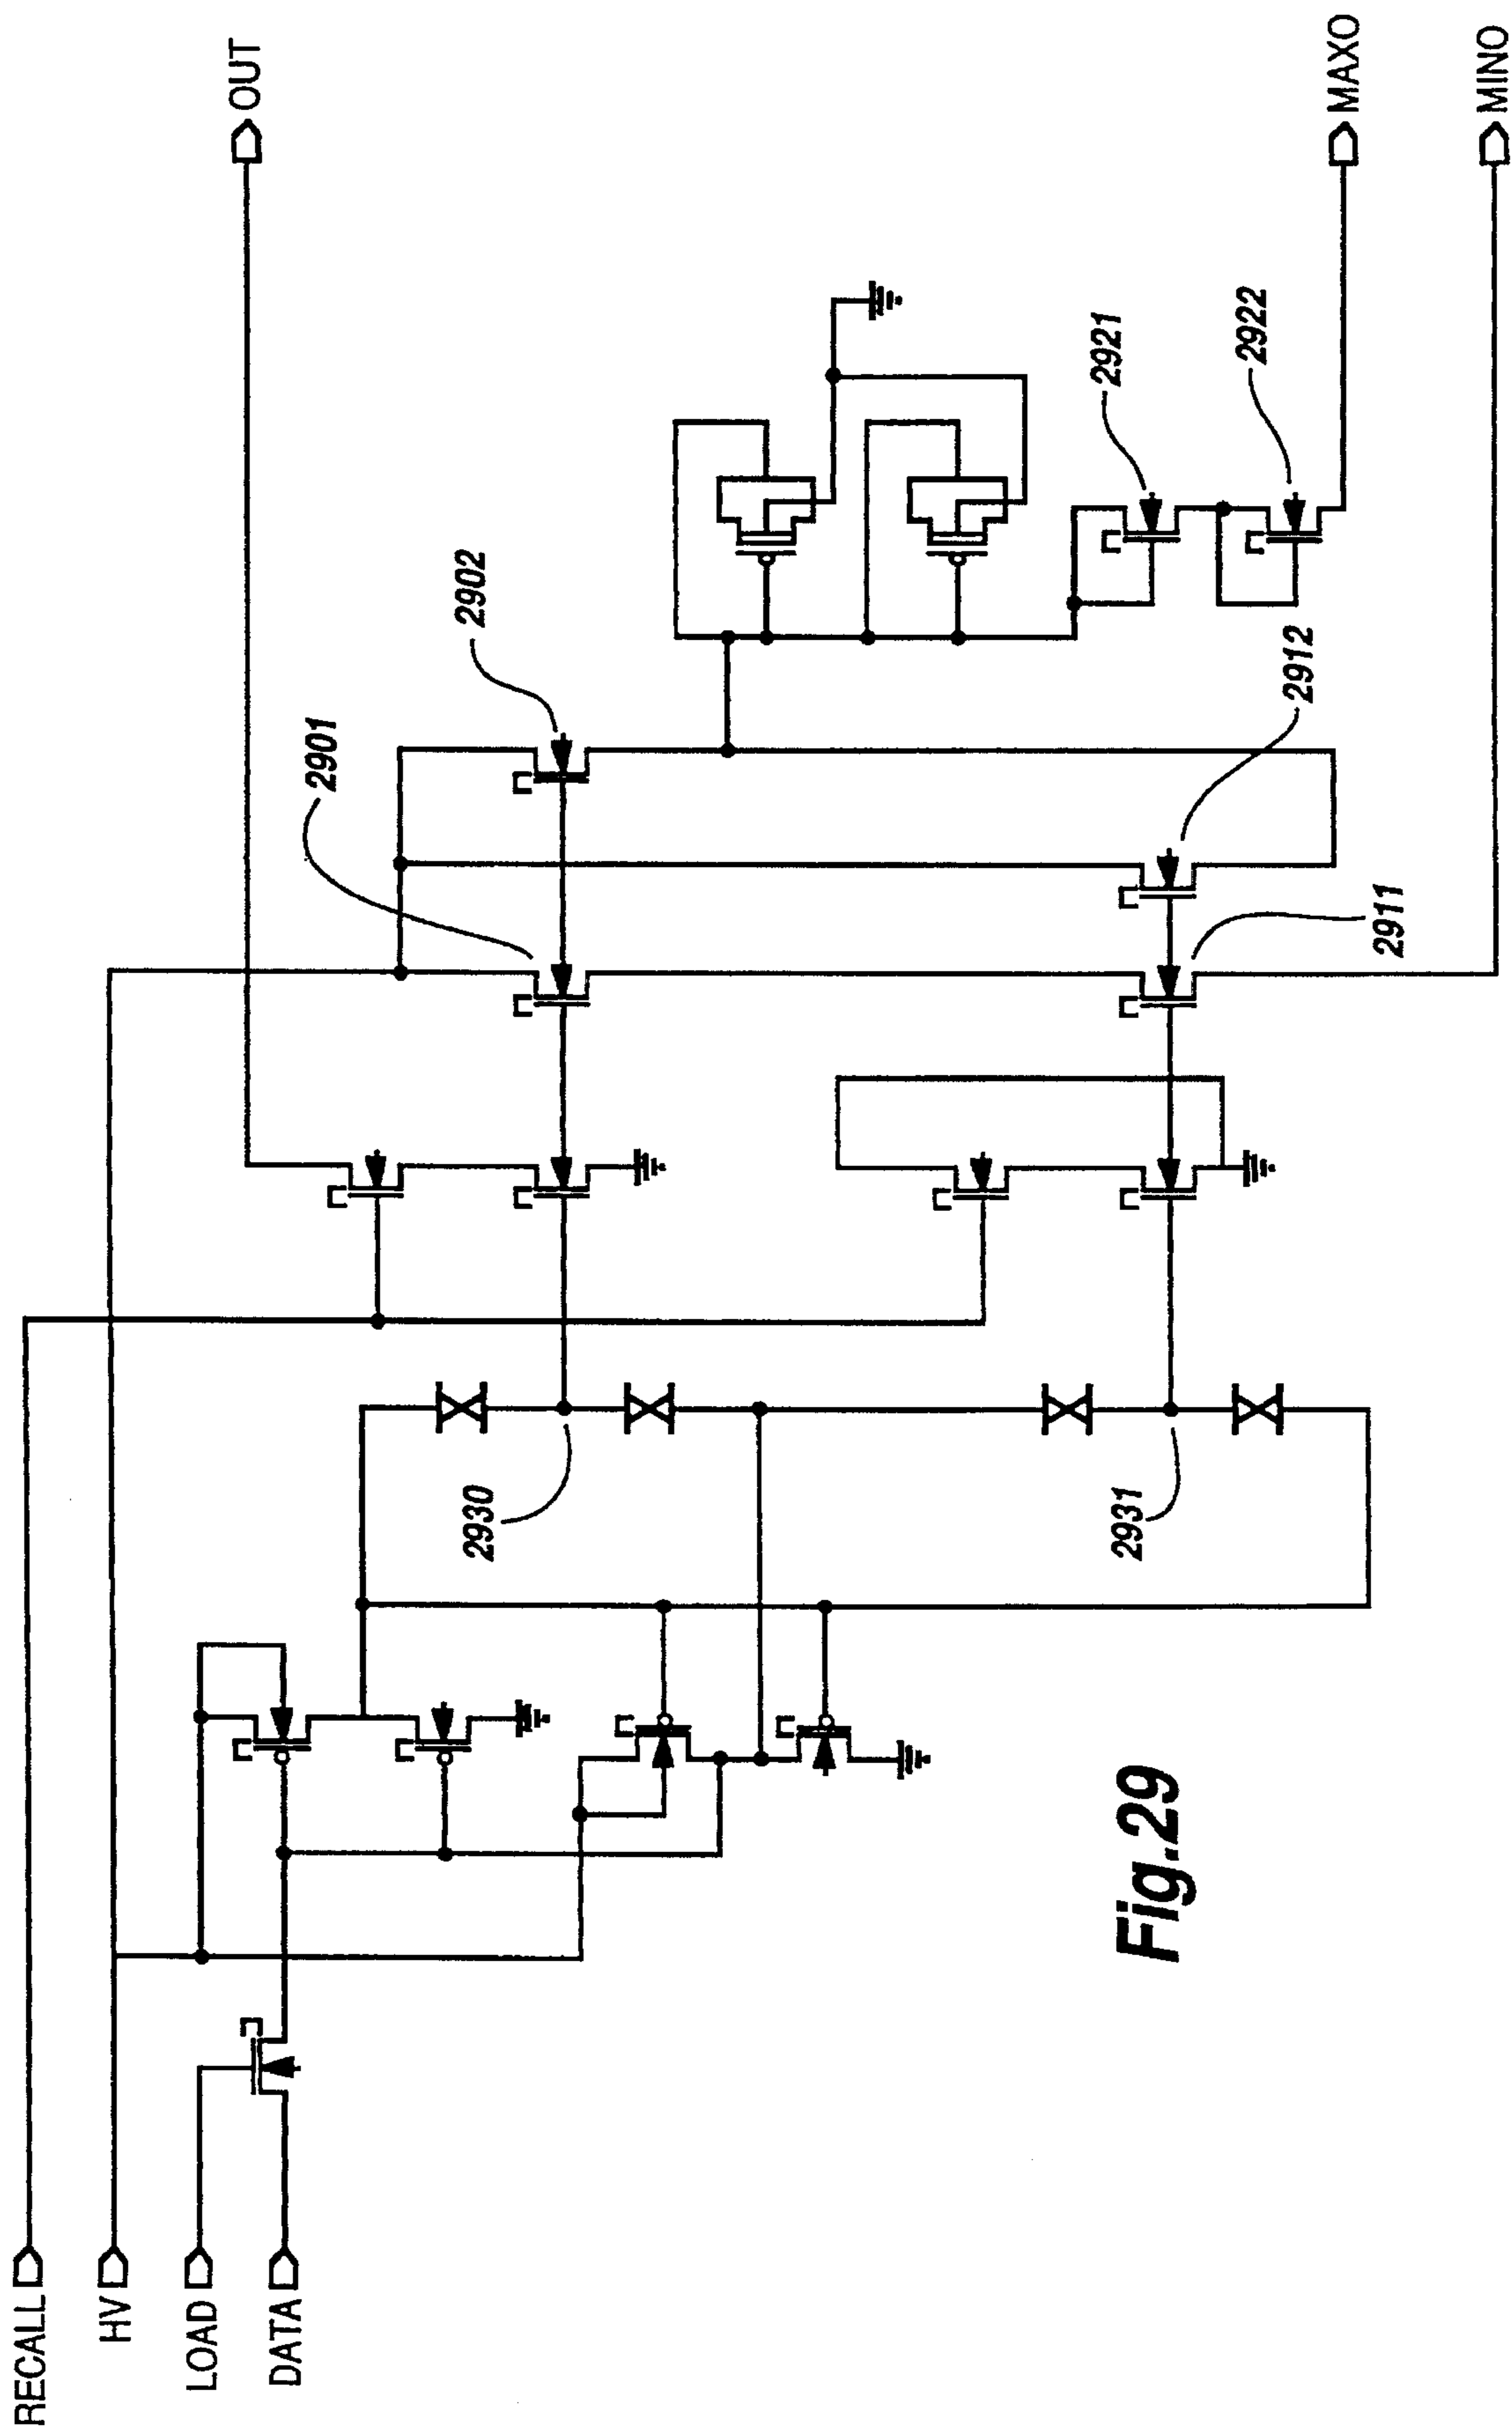 RECALL
HV
LOAD
DATA
OUT
MAXO
MINO
2901
2902
2911
2912
2921
2922
2930
2931
Fig.29